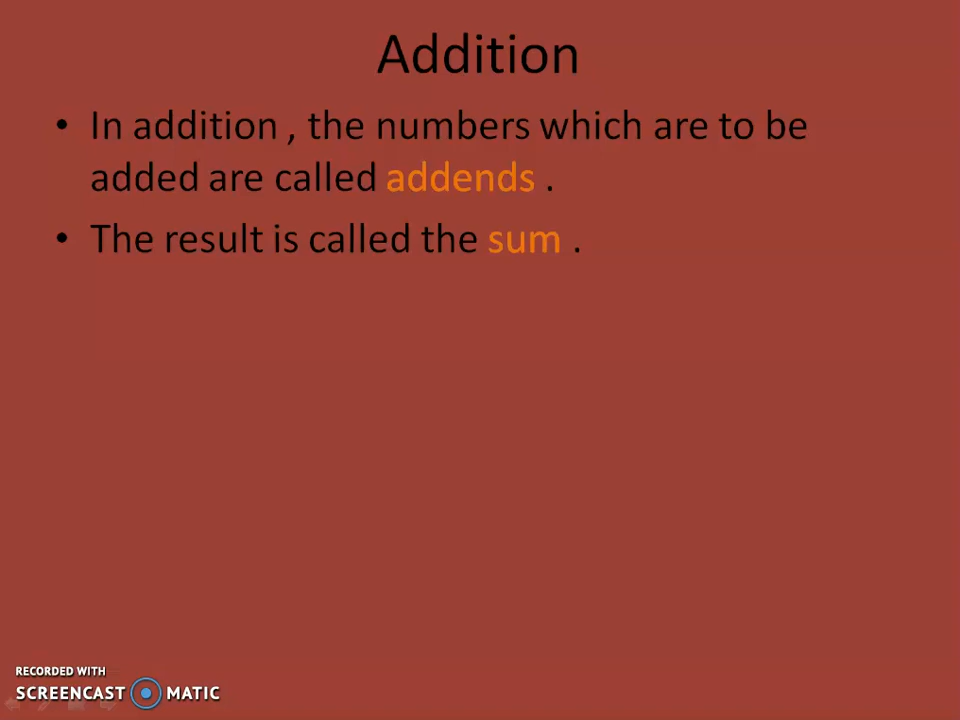 Addition
• In addition , the numbers which are to be
added are called addends .
• The result is called the sum .
RECORDED WITH
SCREENCAST MATIC